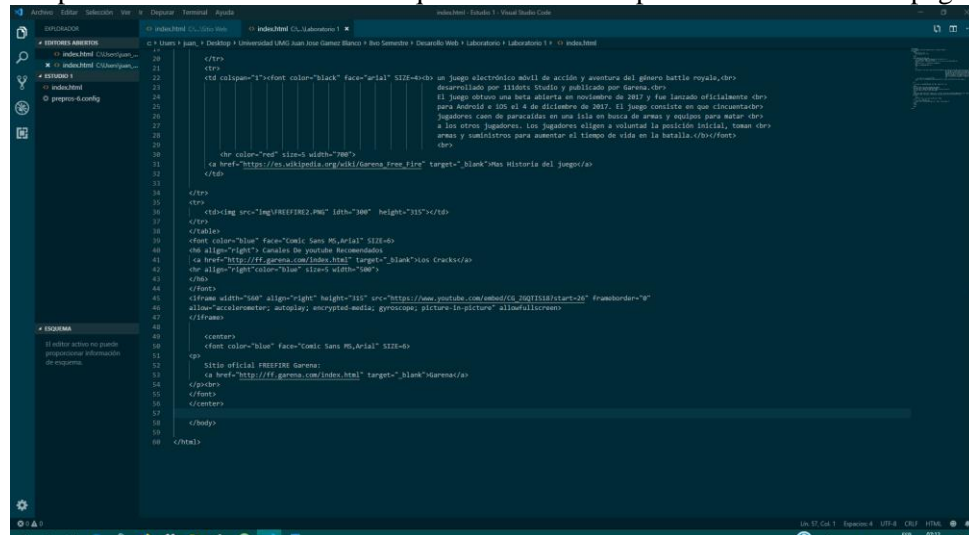 Archivo Editar Selección Ver Ir Depurar Terminal Ayuda
index.html - Estudio 1 - Visual Studio Code
EXPLORADOR
index.html C:\...\Sitio Web
index.html C:\...\Laboratorio 1
EDITORES ABIERTOS
index.html C:\Users\juan_...
index.html C:\Users\juan_...
ESTUDIO 1
index.html
prepros-6.config
c: › Users › juan_ › Desktop › Universidad UMG Juan Jose Gamez Blanco › 8vo Semestre › Desarollo Web › Laboratorio › Laboratorio 1 › index.html
20 </tr>
21 <tr>
22 <td colspan="1"><font color="black" face="arial" SIZE=4><b> un juego electrónico móvil de acción y aventura del género battle royale,<br>
23 desarrollado por 111dots Studio y publicado por Garena.<br>
24 El juego obtuvo una beta abierta en noviembre de 2017 y fue lanzado oficialmente <br>
25 para Android e iOS el 4 de diciembre de 2017. El juego consiste en que cincuenta<br>
26 jugadores caen de paracaídas en una isla en busca de armas y equipos para matar <br>
27 a los otros jugadores. Los jugadores eligen a voluntad la posición inicial, toman <br>
28 armas y suministros para aumentar el tiempo de vida en la batalla.</b></font>
29 <br>
30 <hr color="red" size=5 width="700">
31 <a href="https://es.wikipedia.org/wiki/Garena_Free_Fire" target="_blank">Mas Historia del juego</a>
32 </td>
33
34 </tr>
35 <tr>
36 <td><img src="img\FREEFIRE2.PNG" idth="300" height="315"></td>
37 </tr>
38 </table>
39 <font color="blue" face="Comic Sans MS,Arial" SIZE=6>
40 <h6 align="right"> Canales De youtube Recomendados
41 <a href="http://ff.garena.com/index.html" target="_blank">Los Cracks</a>
42 <hr align="right"color="blue" size=5 width="500">
43 </h6>
44 </font>
45 <iframe width="560" align="right" height="315" src="https://www.youtube.com/embed/CG_2GQTIS18?start=26" frameborder="0"
46 allow="accelerometer; autoplay; encrypted-media; gyroscope; picture-in-picture" allowfullscreen>
47 </iframe>
48
49 <center>
50 <font color="blue" face="Comic Sans MS,Arial" SIZE=6>
51 <p>
52 Sitio oficial FREEFIRE Garena:
53 <a href="http://ff.garena.com/index.html" target="_blank">Garena</a>
54 </p><br>
55 </font>
56 </center>
57
58 </body>
59
60 </html>
ESQUEMA
El editor activo no puede
proporcionar información
de esquema.
0 0
Lín. 57, Col. 1 Espacios: 4 UTF-8 CRLF HTML